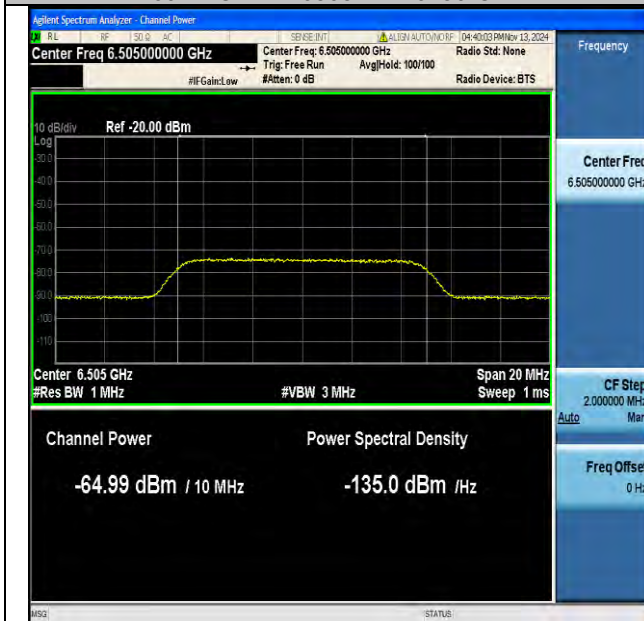 Agilent Spectrum Analyzer - Channel Power
RL RF 50 Ω AC SENSE:INT ALIGN AUTO/NO RF 04:40:03 PM Nov 13, 2024
Center Freq 6.505000000 GHz
Center Freq: 6.505000000 GHz
Radio Std: None
Trig: Free Run Avg|Hold: 100/100
#IFGain:Low
#Atten: 0 dB
Radio Device: BTS
Frequency
10 dB/div Ref -20.00 dBm
Log
-30.0
-40.0
-50.0
-60.0
-70.0
-80.0
-90.0
-100
-110
Center 6.505 GHz
Span 20 MHz
#Res BW 1 MHz
#VBW 3 MHz
Sweep 1 ms
Channel Power
Power Spectral Density
-64.99 dBm / 10 MHz
-135.0 dBm /Hz
Center Freq
6.505000000 GHz
CF Step
2.000000 MHz
Auto Man
Freq Offset
0 Hz
MSG
STATUS